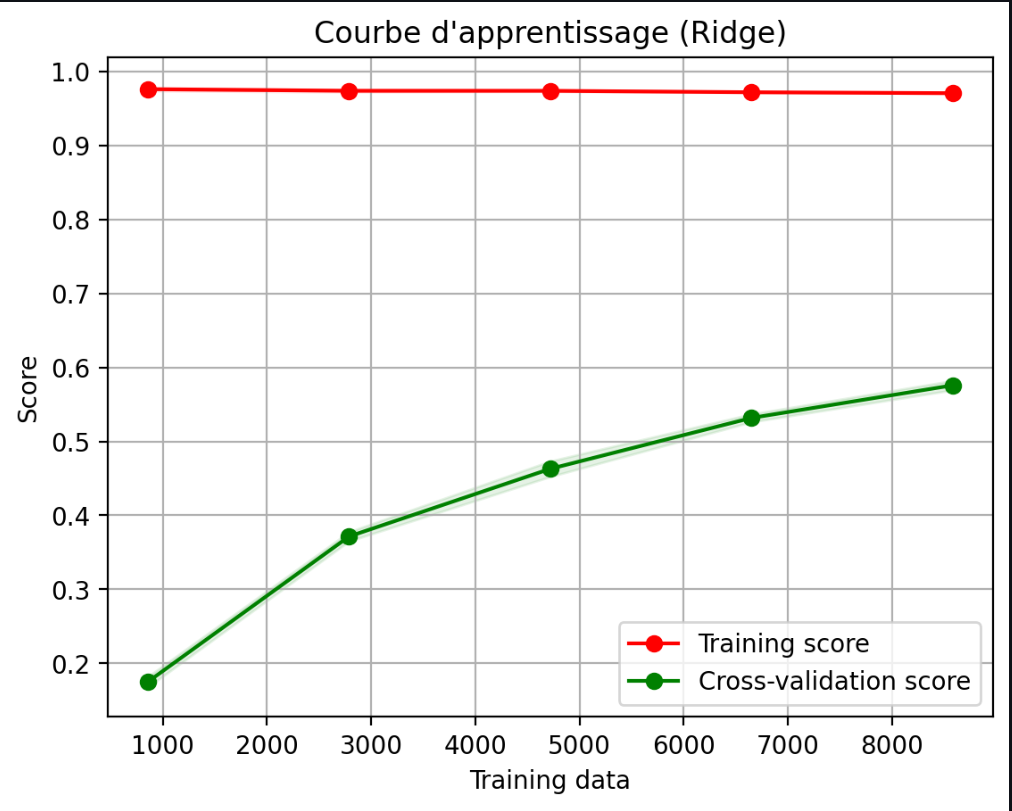 Courbe d'apprentissage (Ridge)
1.0
0.9
0.8
0.7
0.6
0.5
0.4
0.3
0.2
Score
Training score
Cross-validation score
1000 2000 3000 4000 5000 6000 7000 8000
Training data